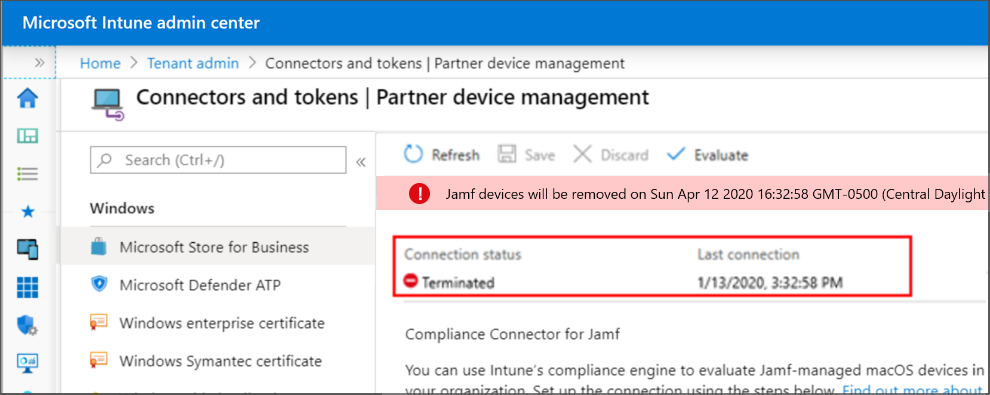 Microsoft Intune admin center
» Home > Tenant admin > Connectors and tokens | Partner device management
Connectors and tokens | Partner device management
Search (Ctrl+/)
«
Windows
Microsoft Store for Business
Microsoft Defender ATP
Windows enterprise certificate
Windows Symantec certificate
Refresh Save Discard Evaluate
Jamf devices will be removed on Sun Apr 12 2020 16:32:58 GMT-0500 (Central Daylight
Connection status Last connection
Terminated 1/13/2020, 3:32:58 PM
Compliance Connector for Jamf
You can use Intune's compliance engine to evaluate Jamf-managed macOS devices in
your organization. Set up the connection using the steps below. Find out more about